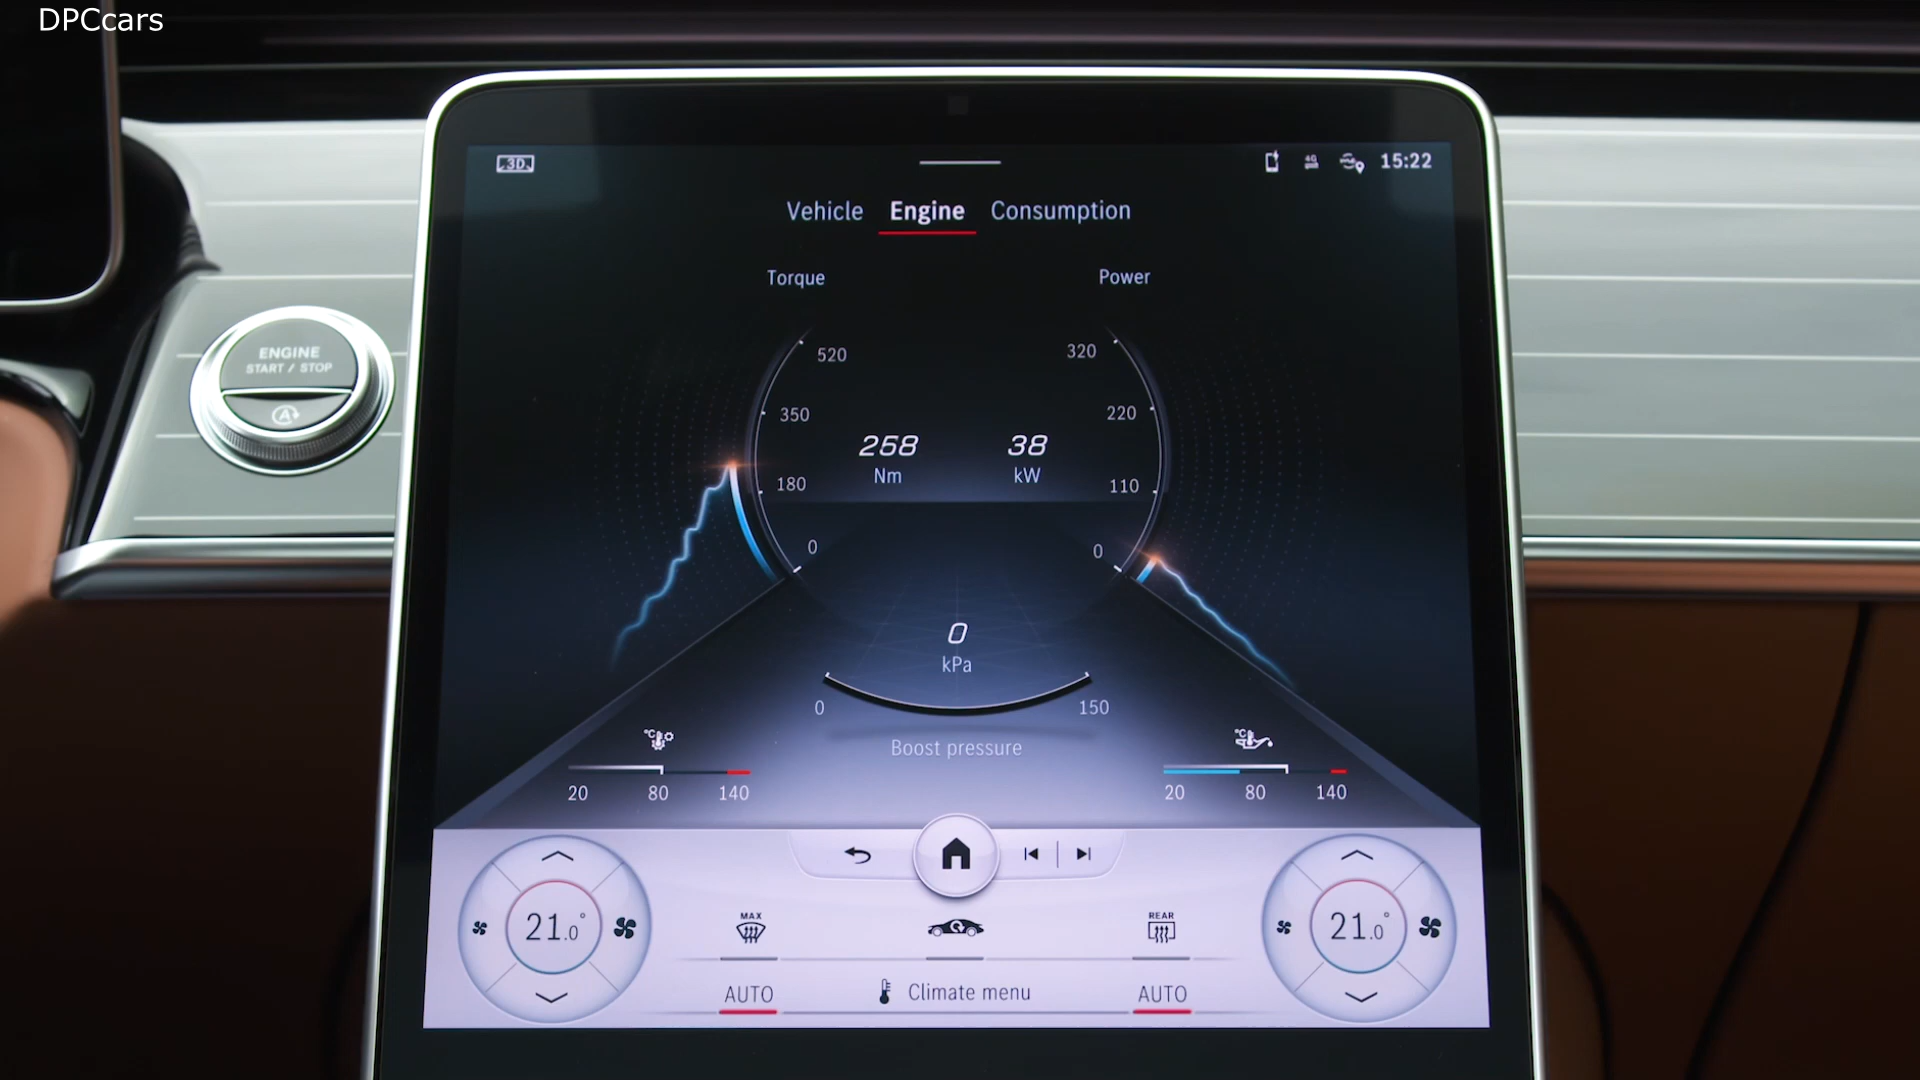 DPCcars
3D
4G
15:22
Vehicle Engine Consumption
Torque
Power
520
320
350
220
268
Nm
38
kW
180
110
0
0
ENGINE
START / STOP
A
0
kPa
0
150
Boost pressure
°C
°C
20 80 140
20 80 140
21.0°
MAX
REAR
21.0°
AUTO
Climate menu
AUTO